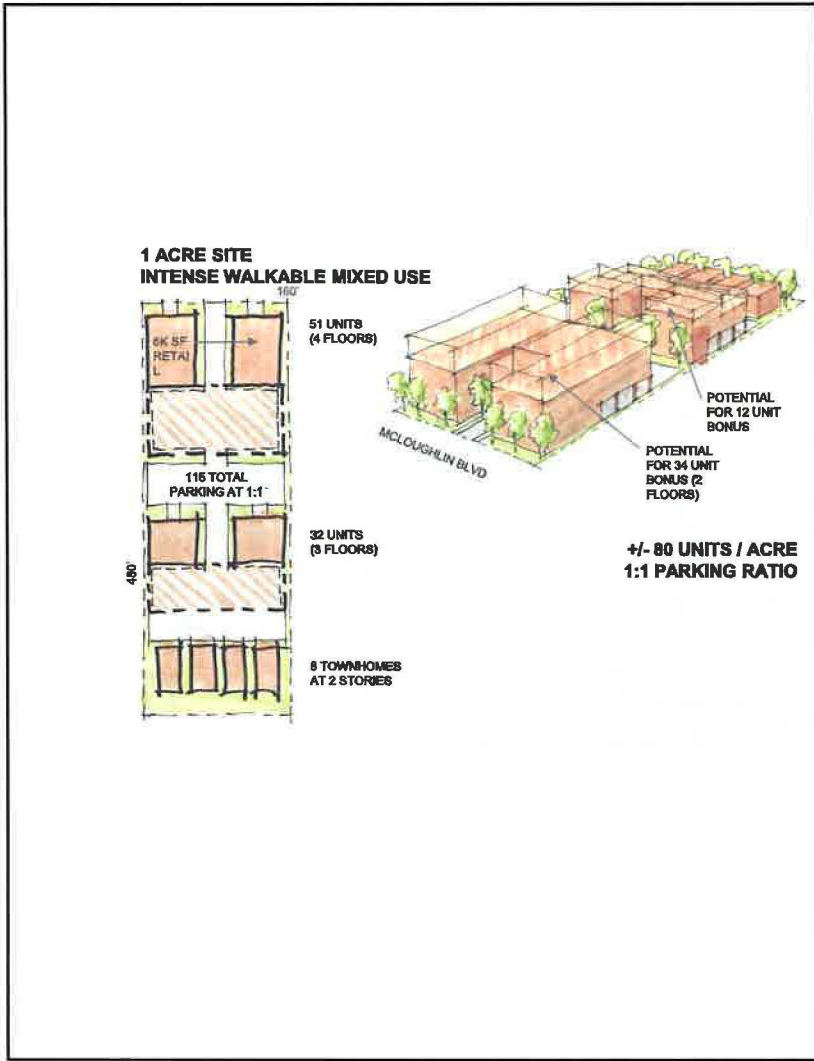 1 ACRE SITE
INTENSE WALKABLE MIXED USE
160'
6K SF
RETAI
L
51 UNITS
(4 FLOORS)
115 TOTAL
PARKING AT 1:1
32 UNITS
(3 FLOORS)
480'
8 TOWNHOMES
AT 2 STORIES
MCLOUGHLIN BLVD
POTENTIAL
FOR 12 UNIT
BONUS
POTENTIAL
FOR 34 UNIT
BONUS (2
FLOORS)
+/- 80 UNITS / ACRE
1:1 PARKING RATIO